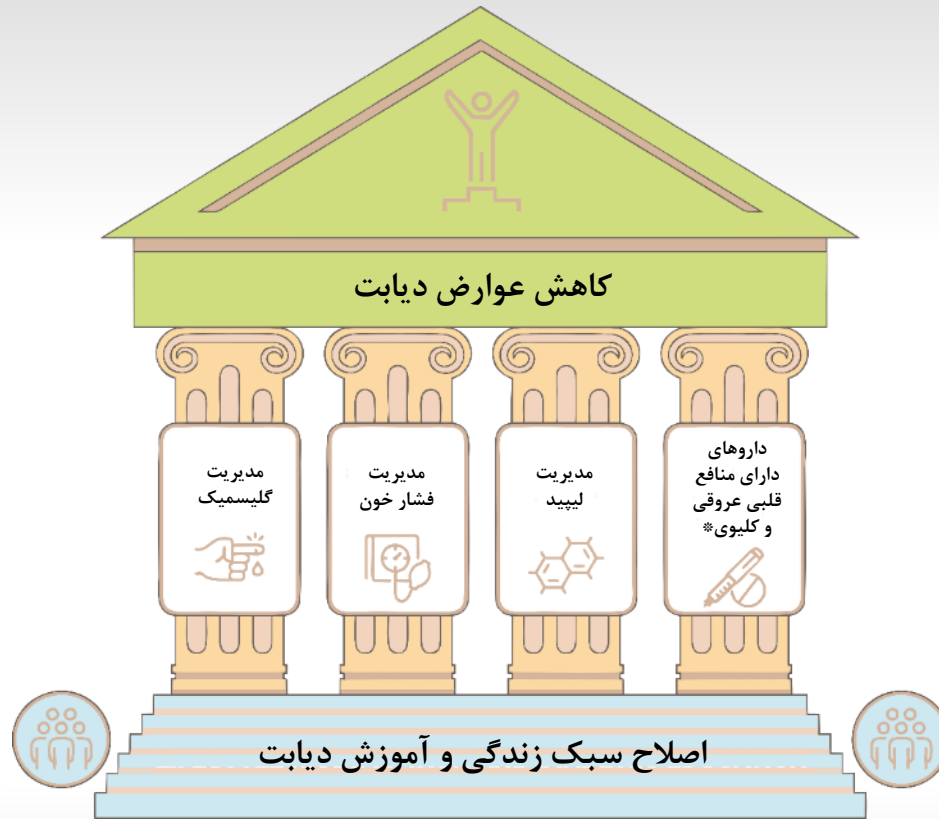 کاهش عوارض دیابت
داروهای
دارای منافع
قلبی عروقی
و کلیوی*
مدیریت
لیپید
مدیریت
فشار خون
مدیریت
گلیسمیک
اصلاح سبک زندگی و آموزش دیابت